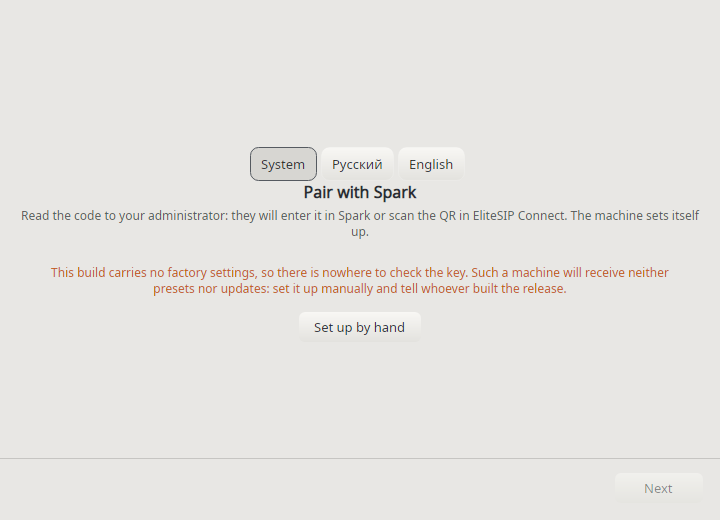 System Русский English
Pair with Spark
Read the code to your administrator: they will enter it in Spark or scan the QR in EliteSIP Connect. The machine sets itself
up.
This build carries no factory settings, so there is nowhere to check the key. Such a machine will receive neither
presets nor updates: set it up manually and tell whoever built the release.
Set up by hand
Next